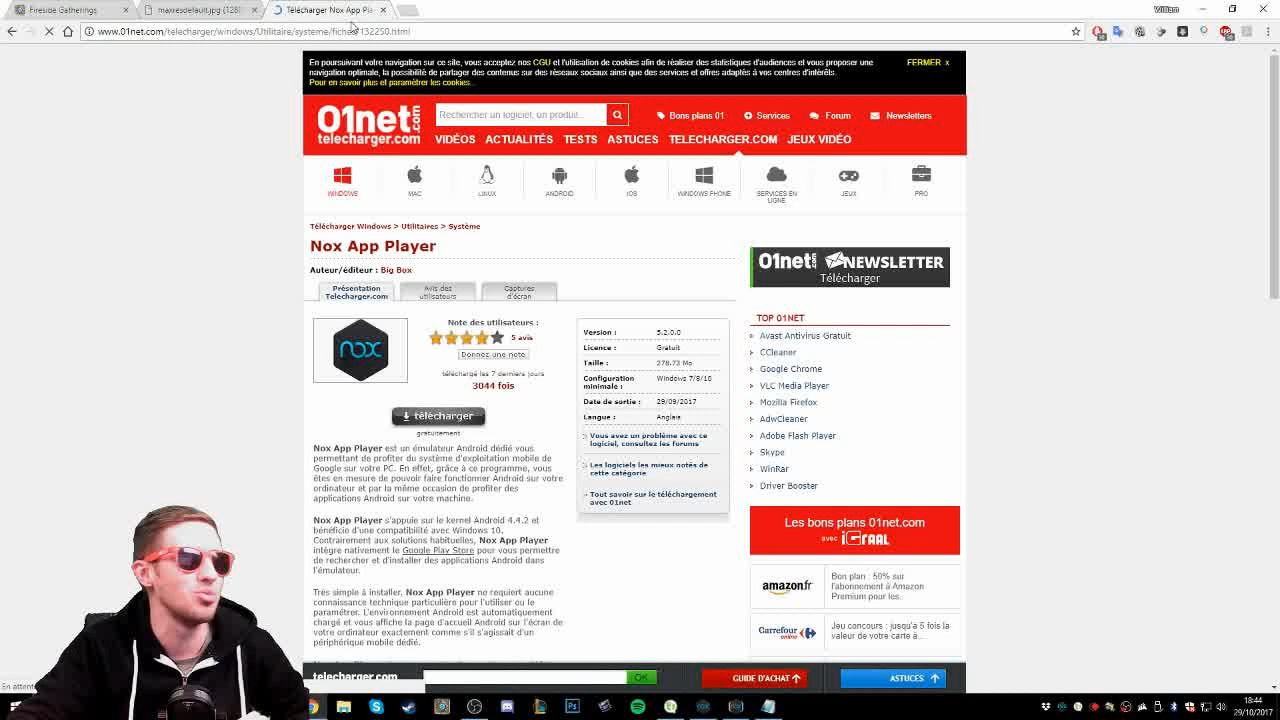 mavresdeslay2.jpg (1280
Télécharger Nox App Player
William
www.01net.com/telecharger/windows/Utilitaire/systeme/fiches/132250.html
En poursuivant votre navigation sur ce site, vous acceptez nos CGU et l'utilisation de cookies afin de réaliser des statistiques d'audiences et vous proposer une
navigation optimale, la possibilité de partager des contenus sur des réseaux sociaux ainsi que des services et offres adaptés à vos centres d'intérêts.
Pour en savoir plus et paramétrer les cookies...
FERMER x
01net.com
telecharger.com
Rechercher un logiciel, un produit...
Bons plans 01
Services
Forum
Newsletters
VIDÉOS ACTUALITÉS TESTS ASTUCES TELECHARGER.COM JEUX VIDÉO
WINDOWS
MAC
LINUX
ANDROID
IOS
WINDOWS PHONE
SERVICES EN
LIGNE
JEUX
PRO
Télécharger Windows > Utilitaires > Système
Nox App Player
Auteur/éditeur : Big Box
Présentation
Telecharger.com
Avis des
utilisateurs
Captures
d'écran
nox
Note des utilisateurs :
5 avis
Donnez une note
téléchargé les 7 derniers jours
3044 fois
télécharger
gratuitement
Version : 5.2.0.0
Licence : Gratuit
Taille : 278.73 Mo
Configuration
minimale : Windows 7/8/10
Date de sortie : 29/09/2017
Langue : Anglais
Vous avez un problème avec ce
logiciel, consultez les forums
Les logiciels les mieux notés de
cette catégorie
Tout savoir sur le téléchargement
avec 01net
Nox App Player est un émulateur Android dédié vous
permettant de profiter du système d'exploitation mobile de
Google sur votre PC. En effet, grâce à ce programme, vous
êtes en mesure de pouvoir faire fonctionner Android sur votre
ordinateur et par la même occasion de profiter des
applications Android sur votre machine.
Nox App Player s'appuie sur le kernel Android 4.4.2 et
bénéficie d'une compatibilité avec Windows 10.
Contrairement aux solutions habituelles, Nox App Player
intègre nativement le Google Play Store pour vous permettre
de rechercher et d'installer des applications Android dans
l'émulateur.
Très simple à installer, Nox App Player ne requiert aucune
connaissance technique particulière pour l'utiliser ou le
paramétrer. L'environnement Android est automatiquement
chargé et vous affiche la page d'accueil Android sur l'écran de
votre ordinateur exactement comme s'il s'agissait d'un
périphérique mobile dédié.
01net.com NEWSLETTER
Télécharger
TOP 01NET
Avast Antivirus Gratuit
CCleaner
Google Chrome
VLC Media Player
Mozilla Firefox
AdwCleaner
Adobe Flash Player
Skype
WinRar
Driver Booster
Les bons plans 01net.com
avec iGRAAL
amazon.fr
Bon plan : 50% sur
l'abonnement à Amazon
Premium pour les...
Carrefour
online
Jeu concours : jusqu'à 5 fois la
valeur de votre carte à...
telecharger.com
OK
GUIDE D'ACHAT
ASTUCES
18:44
29/10/2017